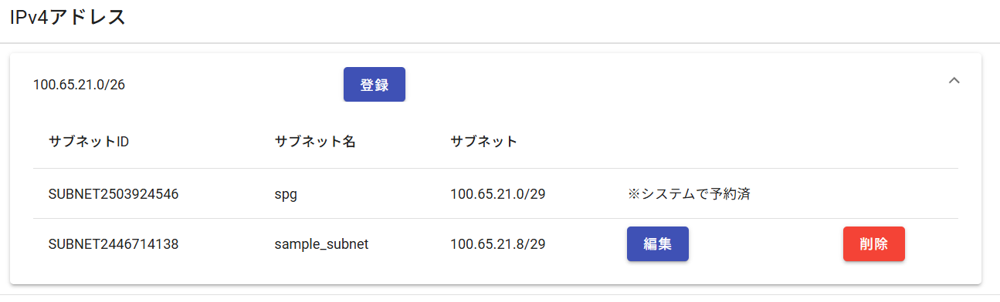 IPv4アドレス
100.65.21.0/26 登録
サブネットID サブネット名 サブネット
SUBNET2503924546 spg 100.65.21.0/29 ※システムで予約済
SUBNET2446714138 sample_subnet 100.65.21.8/29 編集 削除